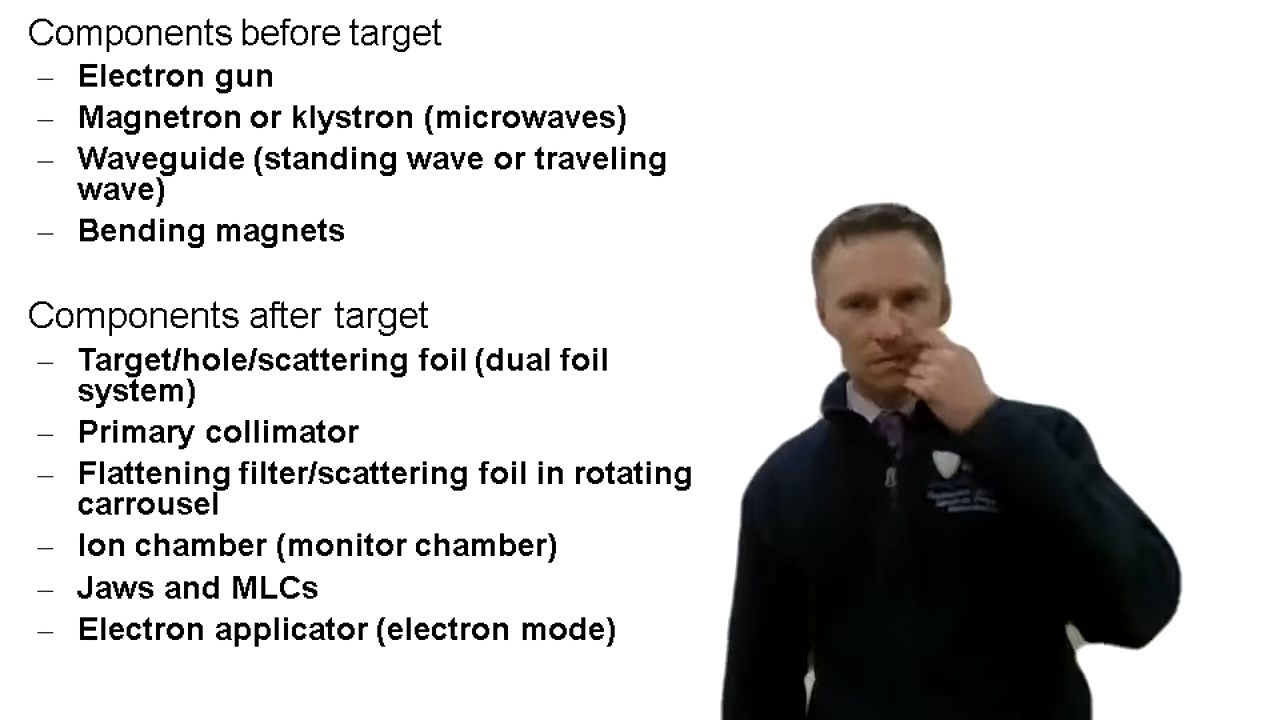 Components before target
– Electron gun
– Magnetron or klystron (microwaves)
– Waveguide (standing wave or traveling
wave)
– Bending magnets
Components after target
– Target/hole/scattering foil (dual foil
system)
– Primary collimator
– Flattening filter/scattering foil in rotating
carrousel
– Ion chamber (monitor chamber)
– Jaws and MLCs
– Electron applicator (electron mode)